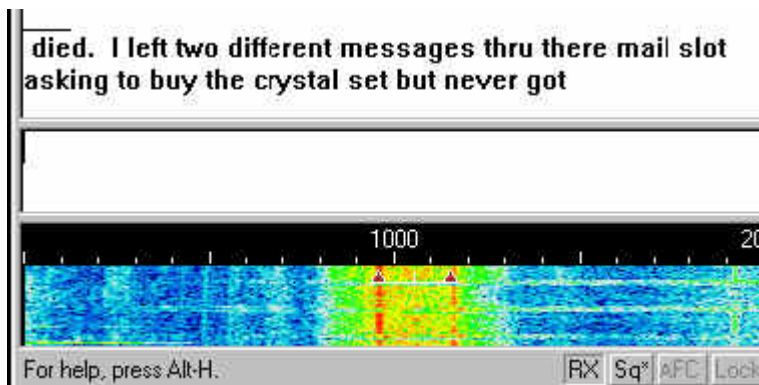 died. I left two different messages thru there mail slot
asking to buy the crystal set but never got
1000
20
For help, press Alt-H.
RX Sq* AFC Lock